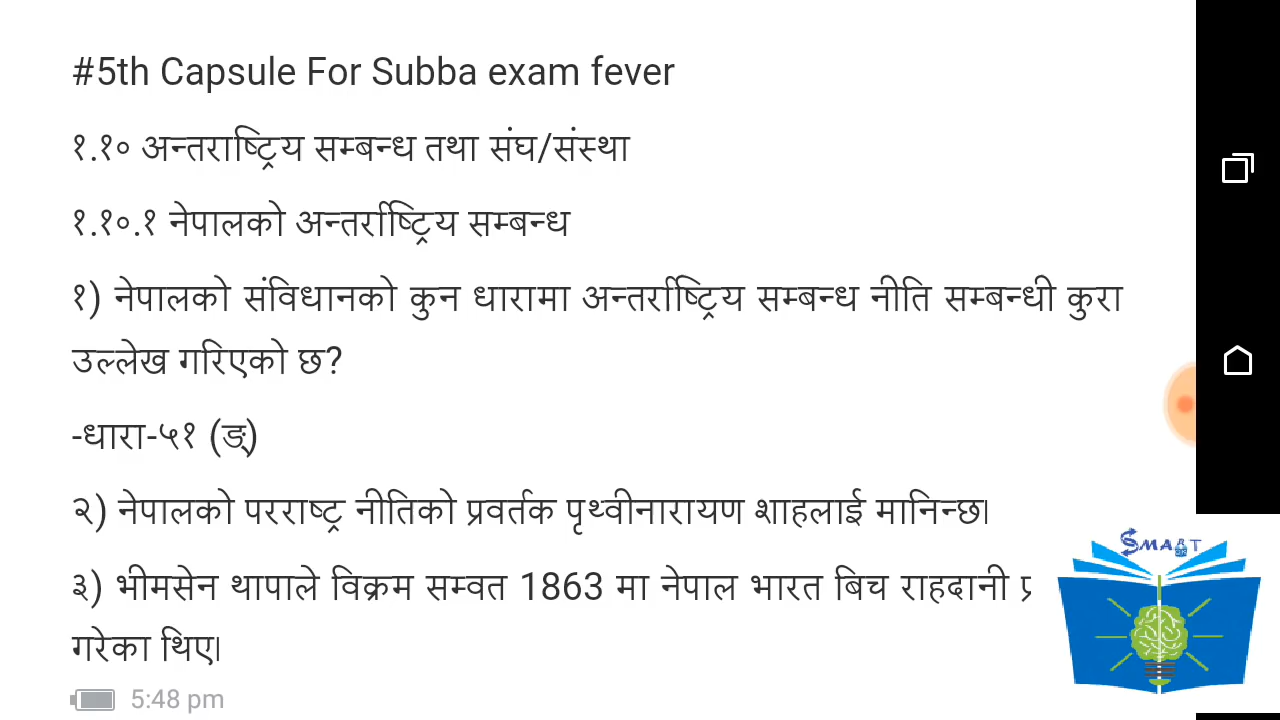 #5th Capsule For Subba exam fever
१.१० अन्तराष्ट्रिय सम्बन्ध तथा संघ/संस्था
१.१०.१ नेपालको अन्तर्राष्ट्रिय सम्बन्ध
१) नेपालको संविधानको कुन धारामा अन्तर्राष्ट्रिय सम्बन्ध नीति सम्बन्धी कुरा
उल्लेख गरिएको छ?
-धारा-५१ (ङ्)
२) नेपालको परराष्ट्र नीतिको प्रवर्तक पृथ्वीनारायण शाहलाई मानिन्छ।
३) भीमसेन थापाले विक्रम सम्वत 1863 मा नेपाल भारत बिच राहदानी
गरेका थिए।
5:48 pm
SMART